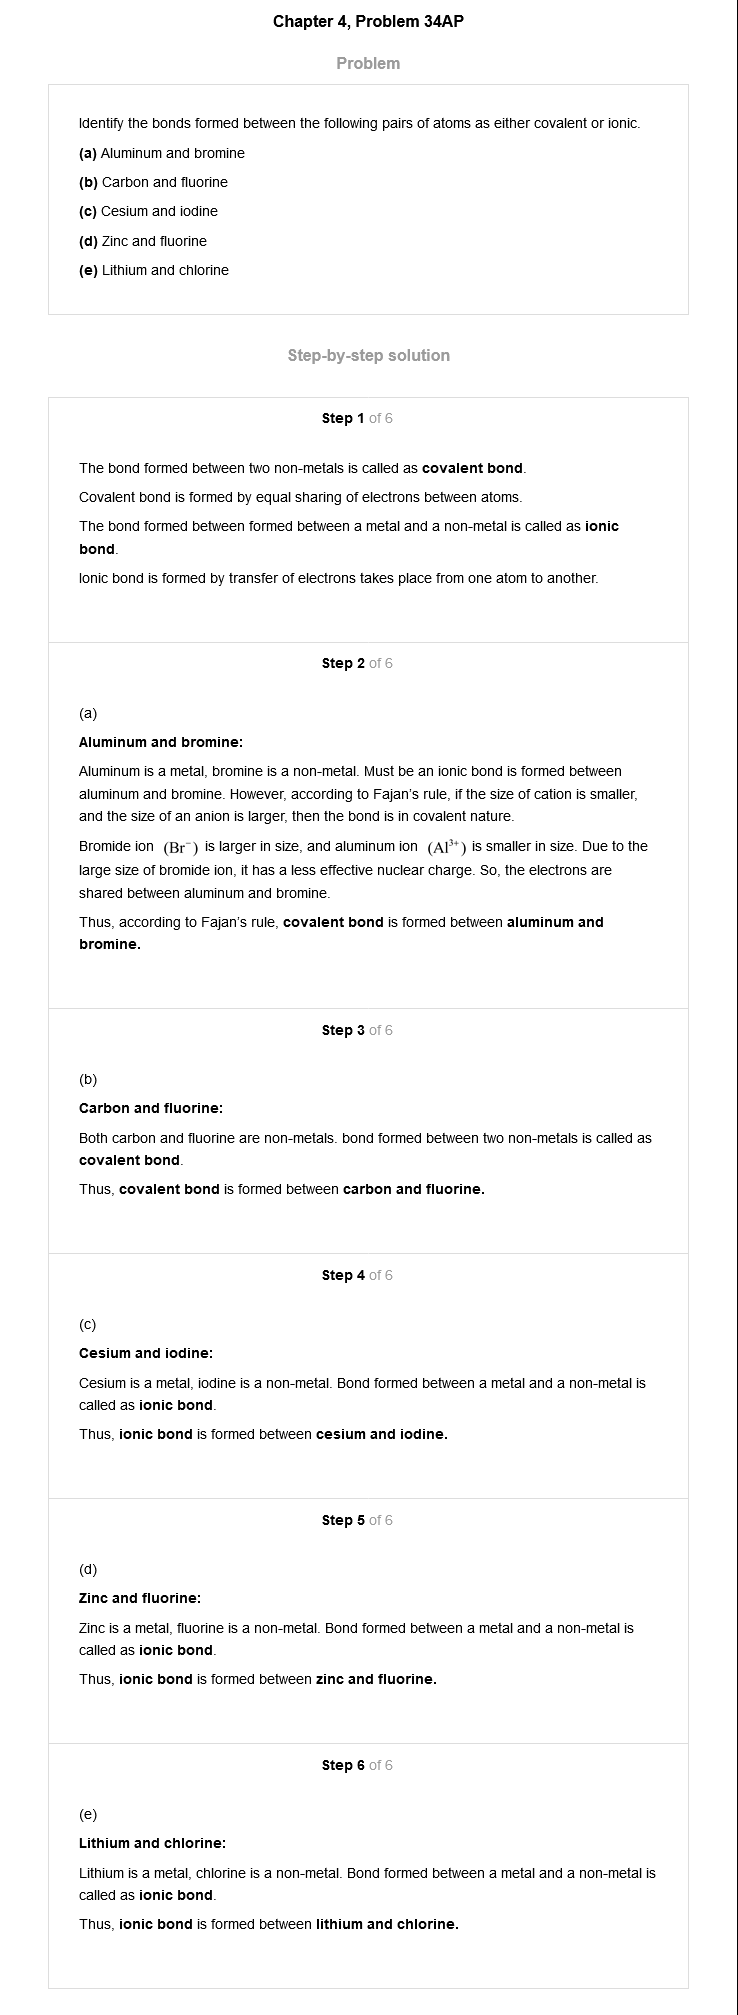 Chapter 4, Problem 34AP
Problem
Identify the bonds formed between the following pairs of atoms as either covalent or ionic.
(a) Aluminum and bromine
(b) Carbon and fluorine
(c) Cesium and iodine
(d) Zinc and fluorine
(e) Lithium and chlorine
Step-by-step solution
Step 1 of 6
The bond formed between two non-metals is called as covalent bond.
Covalent bond is formed by equal sharing of electrons between atoms.
The bond formed between formed between a metal and a non-metal is called as ionic
bond.
Ionic bond is formed by transfer of electrons takes place from one atom to another.
Step 2 of 6
(a)
Aluminum and bromine:
Aluminum is a metal, bromine is a non-metal. Must be an ionic bond is formed between
aluminum and bromine. However, according to Fajan's rule, if the size of cation is smaller,
and the size of an anion is larger, then the bond is in covalent nature.
Bromide ion (Br⁻) is larger in size, and aluminum ion (Al³⁺) is smaller in size. Due to the
large size of bromide ion, it has a less effective nuclear charge. So, the electrons are
shared between aluminum and bromine.
Thus, according to Fajan's rule, covalent bond is formed between aluminum and
bromine.
Step 3 of 6
(b)
Carbon and fluorine:
Both carbon and fluorine are non-metals. bond formed between two non-metals is called as
covalent bond.
Thus, covalent bond is formed between carbon and fluorine.
Step 4 of 6
(c)
Cesium and iodine:
Cesium is a metal, iodine is a non-metal. Bond formed between a metal and a non-metal is
called as ionic bond.
Thus, ionic bond is formed between cesium and iodine.
Step 5 of 6
(d)
Zinc and fluorine:
Zinc is a metal, fluorine is a non-metal. Bond formed between a metal and a non-metal is
called as ionic bond.
Thus, ionic bond is formed between zinc and fluorine.
Step 6 of 6
(e)
Lithium and chlorine:
Lithium is a metal, chlorine is a non-metal. Bond formed between a metal and a non-metal is
called as ionic bond.
Thus, ionic bond is formed between lithium and chlorine.